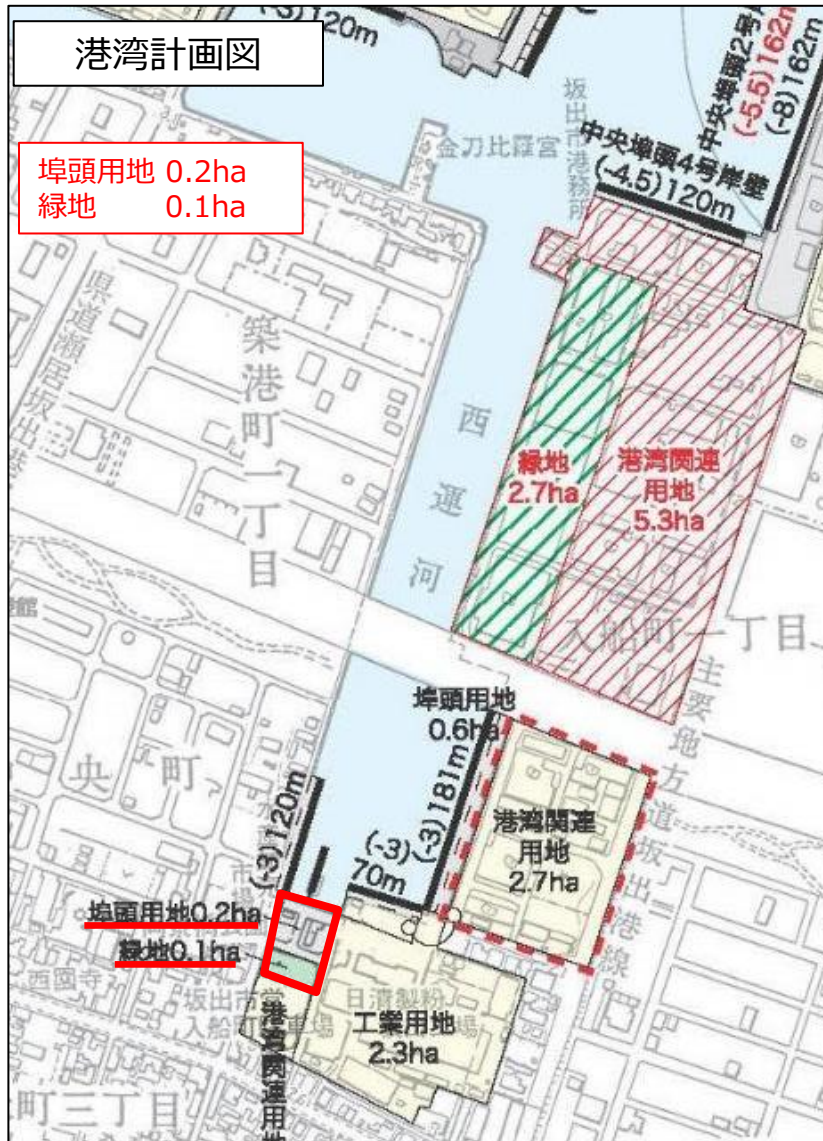 (-3)120m
港湾計画図
埠頭用地 0.2ha
緑地 0.1ha
金刀比羅宮
坂出市港務所
中央埠頭2号岸
(-5.5)162m
(-8)162m
中央埠頭4号岸壁
(-4.5)120m
県道瀬居坂出港
築港町一丁目
西運河
緑地
2.7ha
港湾関連
用地
5.3ha
入船町一丁目
主要地方道坂出港線
埠頭用地
0.6ha
央町
(-3)120m
(-3)181m
(-3)
70m
港湾関連
用地
2.7ha
市場
埠頭用地0.2ha
緑地0.1ha
西園寺
坂出市営
入船町
車場
日清製粉
場
工業用地
2.3ha
港湾関連用地
町三丁目